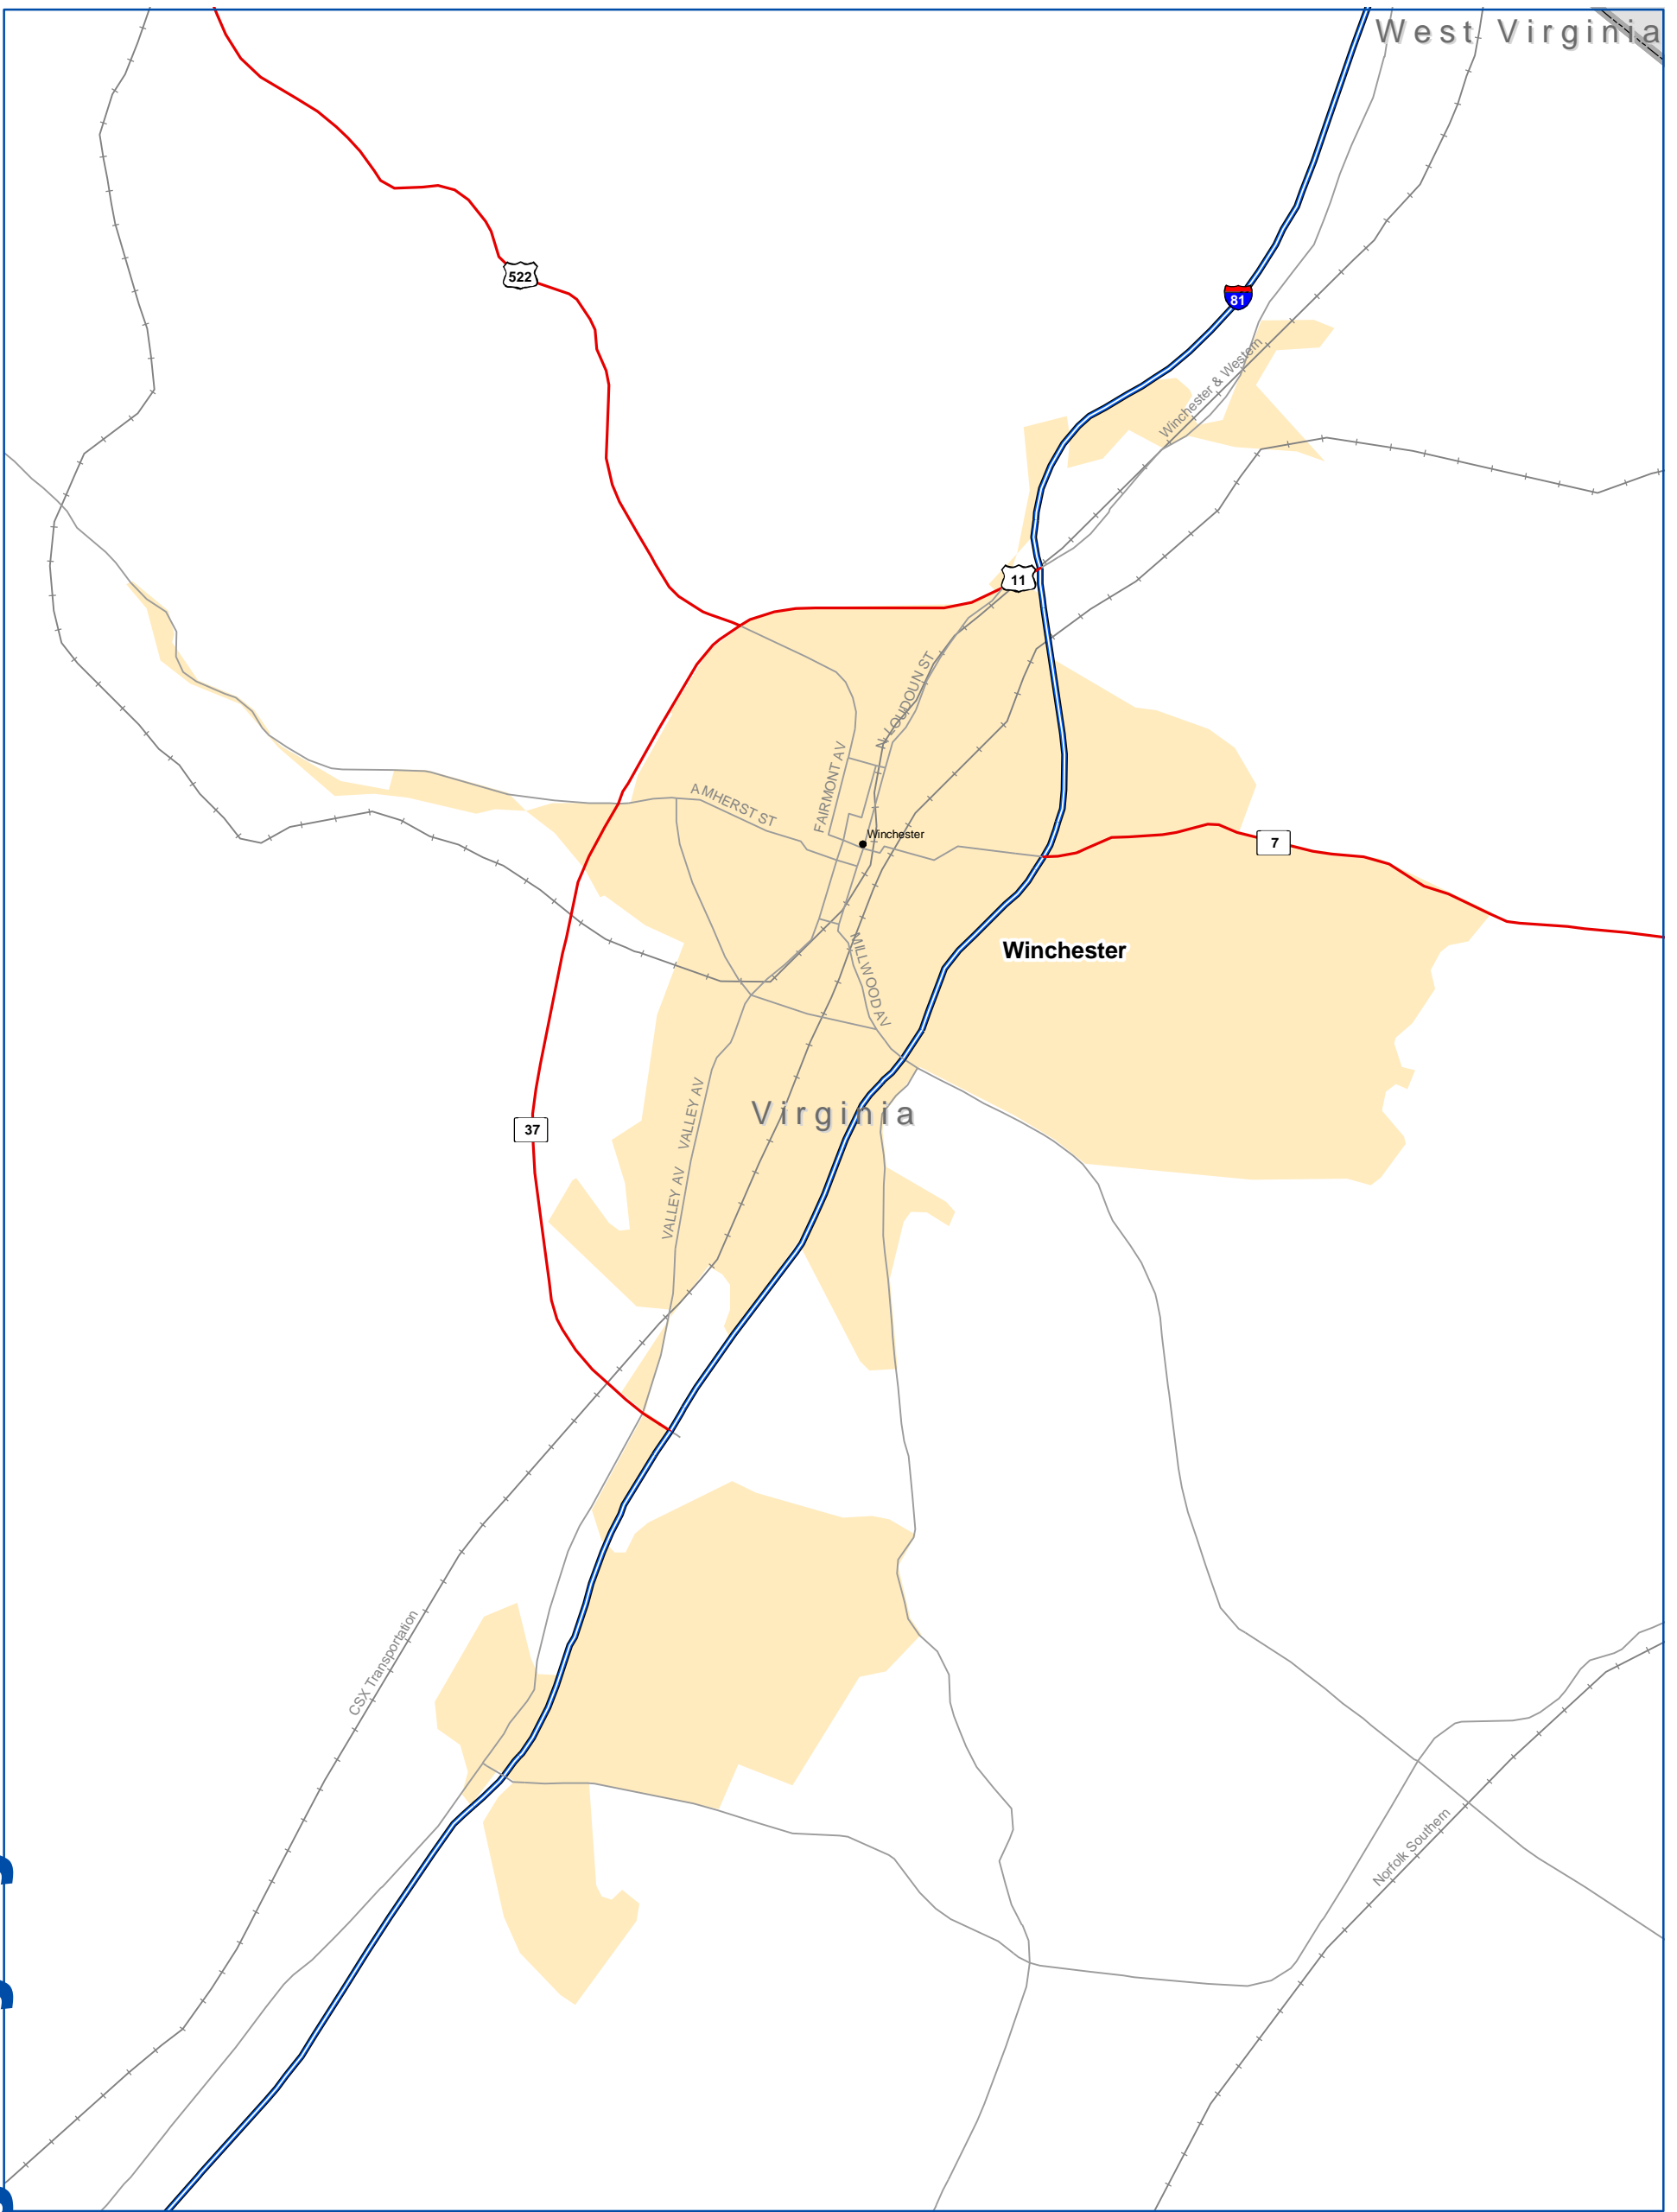 West Virginia
522
81
Winchester & Western
11
N. LOUDOUN ST
FAIRMONT AV
AMHERST ST
Winchester
7
MILLWOOD AV
Winchester
VALLEY AV
Virginia
37
VALLEY AV
CSX Transportation
Norfolk Southern